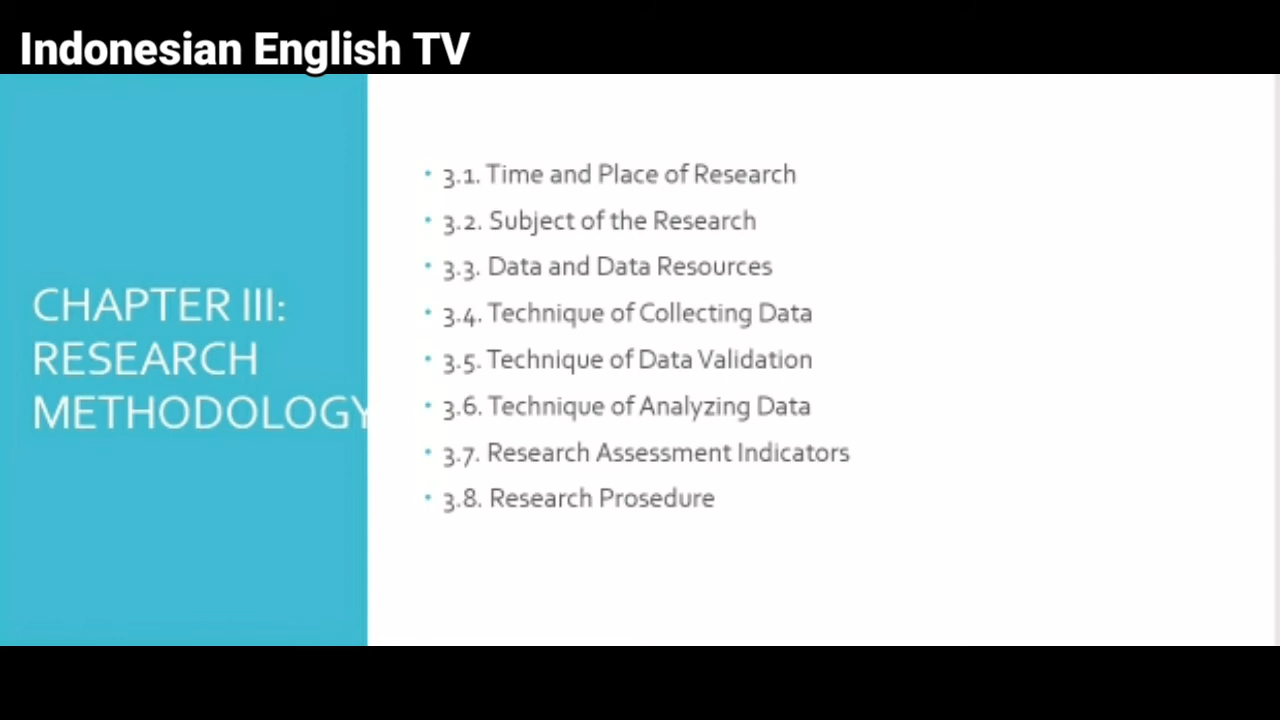 Indonesian English TV
CHAPTER III:
RESEARCH
METHODOLOGY
• 3.1. Time and Place of Research
• 3.2. Subject of the Research
• 3.3. Data and Data Resources
• 3.4. Technique of Collecting Data
• 3.5. Technique of Data Validation
• 3.6. Technique of Analyzing Data
• 3.7. Research Assessment Indicators
• 3.8. Research Prosedure